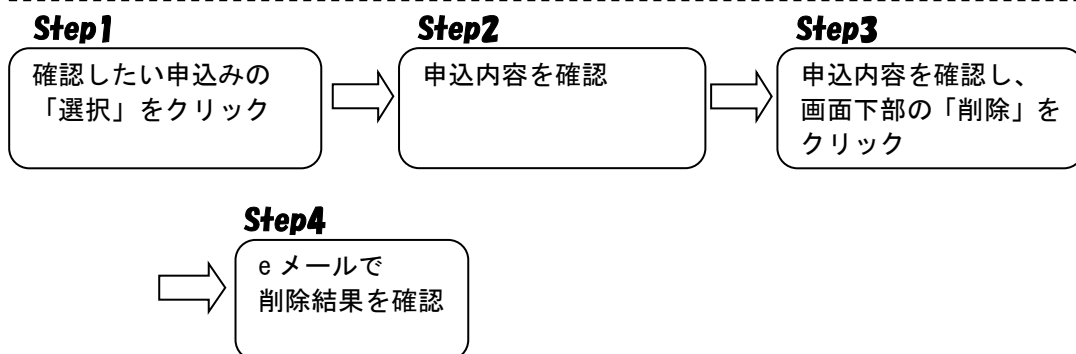 Step1
確認したい申込みの
「選択」をクリック
Step2
申込内容を確認
Step3
申込内容を確認し、
画面下部の「削除」を
クリック
Step4
e メールで
削除結果を確認